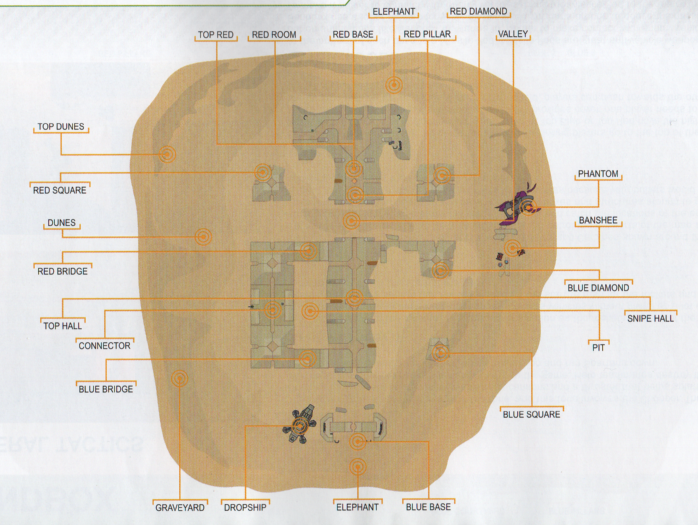 ELEPHANT
RED DIAMOND
TOP RED
RED ROOM
RED BASE
RED PILLAR
VALLEY
TOP DUNES
PHANTOM
RED SQUARE
BANSHEE
DUNES
RED BRIDGE
BLUE DIAMOND
TOP HALL
SNIPE HALL
CONNECTOR
PIT
BLUE BRIDGE
BLUE SQUARE
GRAVEYARD
DROPSHIP
ELEPHANT
BLUE BASE